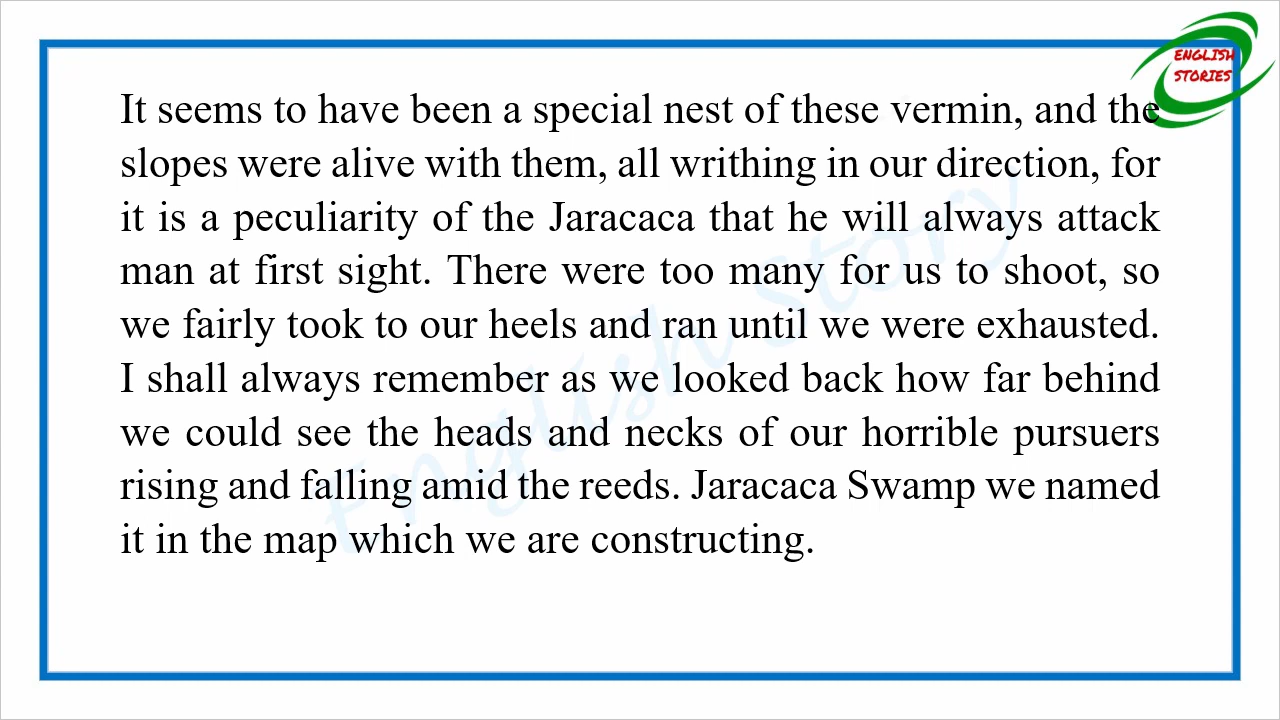 ENGLISH
STORIES
It seems to have been a special nest of these vermin, and the
slopes were alive with them, all writhing in our direction, for
it is a peculiarity of the Jaracaca that he will always attack
man at first sight. There were too many for us to shoot, so
we fairly took to our heels and ran until we were exhausted.
I shall always remember as we looked back how far behind
we could see the heads and necks of our horrible pursuers
rising and falling amid the reeds. Jaracaca Swamp we named
it in the map which we are constructing.
English Story